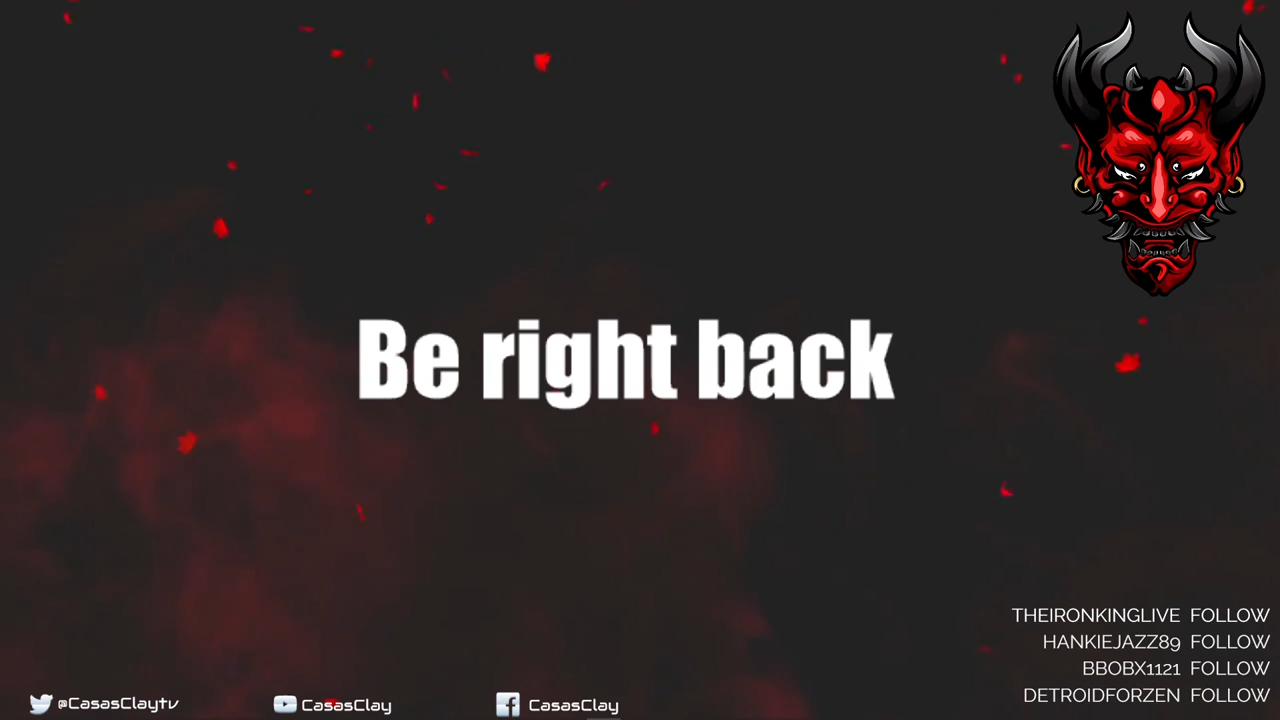 Be right back
THEIRONKINGLIVE FOLLOW
HANKIEJAZZ89 FOLLOW
BBOBX1121 FOLLOW
DETROIDFORZEN FOLLOW
@CasasClaytv CasasClay CasasClay